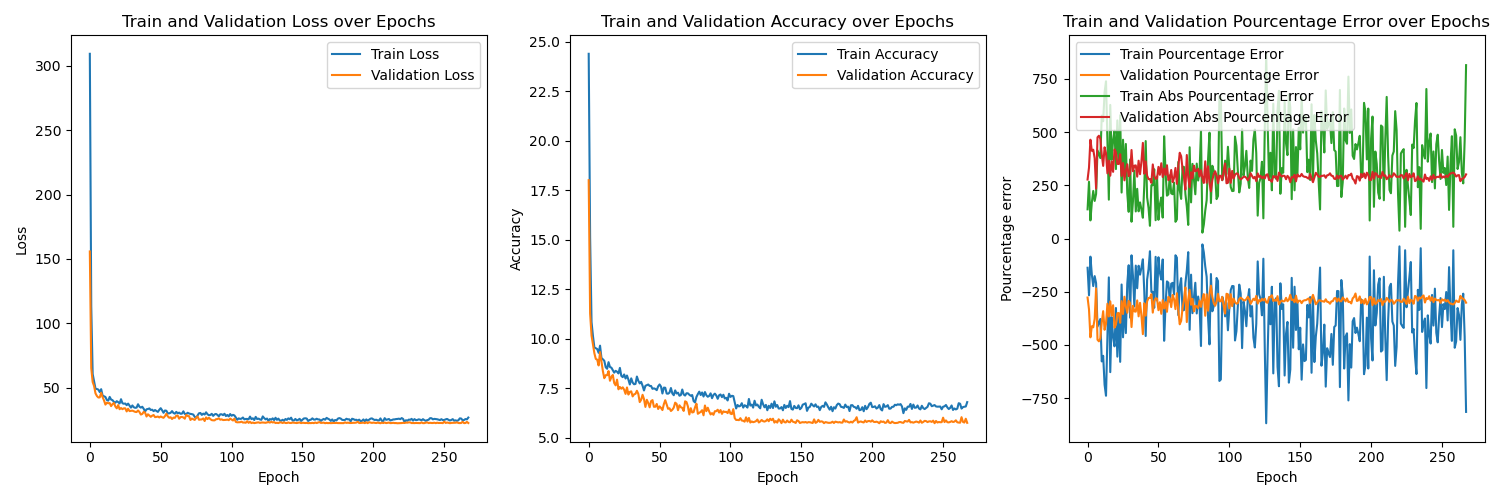 Train and Validation Loss over Epochs
Train Loss
Validation Loss
Loss
300
250
200
150
100
50
0
50
100
150
200
250
Epoch
Train and Validation Accuracy over Epochs
Train Accuracy
Validation Accuracy
Accuracy
25.0
22.5
20.0
17.5
15.0
12.5
10.0
7.5
5.0
0
50
100
150
200
250
Epoch
Train and Validation Pourcentage Error over Epochs
Train Pourcentage Error
Validation Pourcentage Error
Train Abs Pourcentage Error
Validation Abs Pourcentage Error
Pourcentage error
750
500
250
0
−250
−500
−750
0
50
100
150
200
250
Epoch